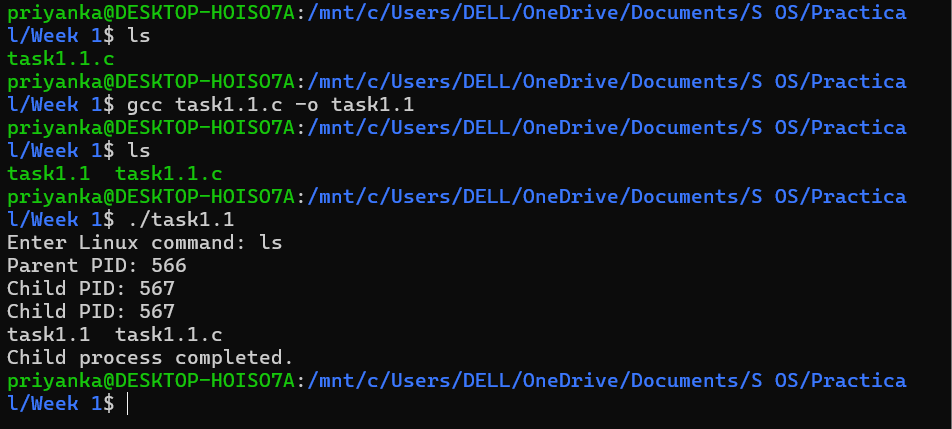 priyanka@DESKTOP-HOISO7A:/mnt/c/Users/DELL/OneDrive/Documents/S OS/Practica
l/Week 1$ ls
task1.1.c
priyanka@DESKTOP-HOISO7A:/mnt/c/Users/DELL/OneDrive/Documents/S OS/Practica
l/Week 1$ gcc task1.1.c -o task1.1
priyanka@DESKTOP-HOISO7A:/mnt/c/Users/DELL/OneDrive/Documents/S OS/Practica
l/Week 1$ ls
task1.1  task1.1.c
priyanka@DESKTOP-HOISO7A:/mnt/c/Users/DELL/OneDrive/Documents/S OS/Practica
l/Week 1$ ./task1.1
Enter Linux command: ls
Parent PID: 566
Child PID: 567
Child PID: 567
task1.1  task1.1.c
Child process completed.
priyanka@DESKTOP-HOISO7A:/mnt/c/Users/DELL/OneDrive/Documents/S OS/Practica
l/Week 1$